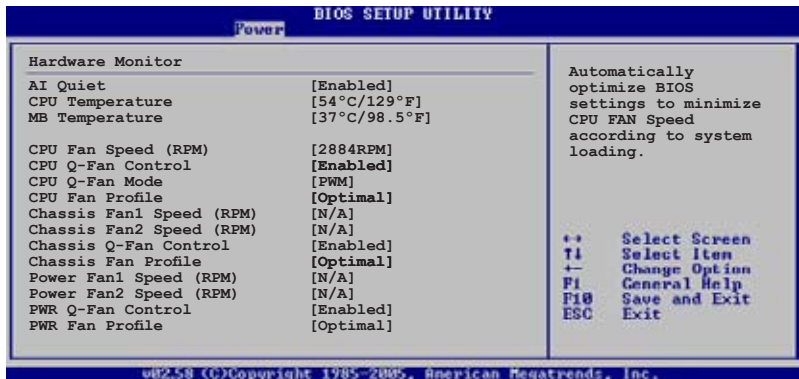 BIOS SETUP UTILITY
Power
Hardware Monitor
AI Quiet [Enabled]
CPU Temperature [54°C/129°F]
MB Temperature [37°C/98.5°F]
CPU Fan Speed (RPM) [2884RPM]
CPU Q-Fan Control [Enabled]
CPU Q-Fan Mode [PWM]
CPU Fan Profile [Optimal]
Chassis Fan1 Speed (RPM) [N/A]
Chassis Fan2 Speed (RPM) [N/A]
Chassis Q-Fan Control [Enabled]
Chassis Fan Profile [Optimal]
Power Fan1 Speed (RPM) [N/A]
Power Fan2 Speed (RPM) [N/A]
PWR Q-Fan Control [Enabled]
PWR Fan Profile [Optimal]
Automatically
optimize BIOS
settings to minimize
CPU FAN Speed
according to system
loading.
←→ Select Screen
↑↓ Select Item
+- Change Option
F1 General Help
F10 Save and Exit
ESC Exit
v02.58 (C)Copyright 1985-2005, American Megatrends, Inc.